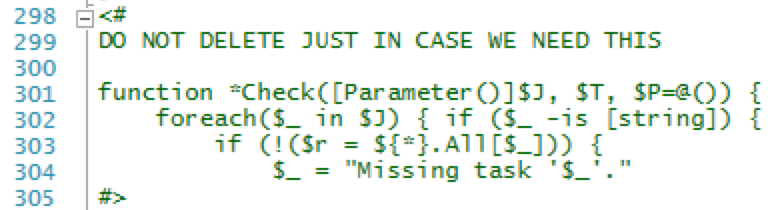 298 <#
299 DO NOT DELETE JUST IN CASE WE NEED THIS
300
301 function *Check([Parameter()]$J, $T, $P=@()) {
302 foreach($_ in $J) { if ($_ -is [string]) {
303 if (!($r = ${*}.All[$_])) {
304 $_ = "Missing task '$_'."
305 #>